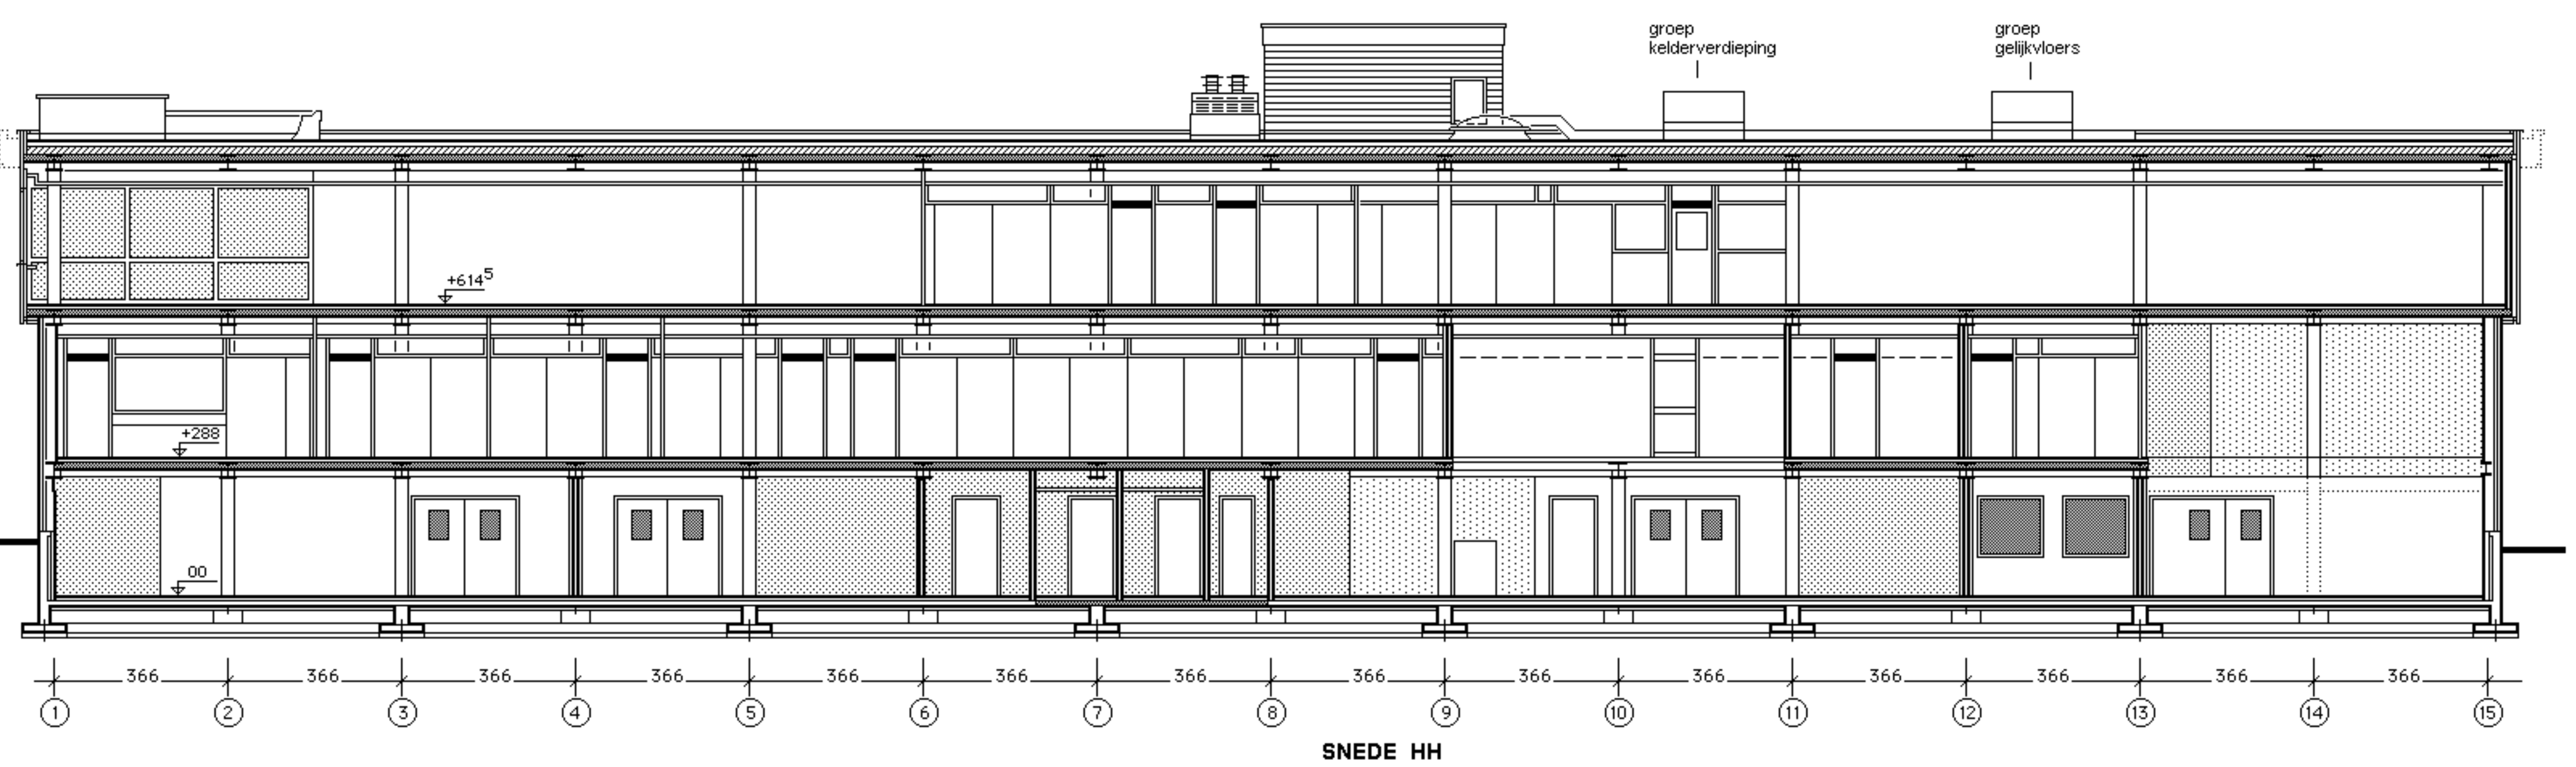 groep
kelderverdieping
groep
gelijkvloers
+614⁵
+288
00
366 366 366 366 366 366 366 366 366 366 366 366 366 366
1 2 3 4 5 6 7 8 9 10 11 12 13 14 15
SNEDE HH